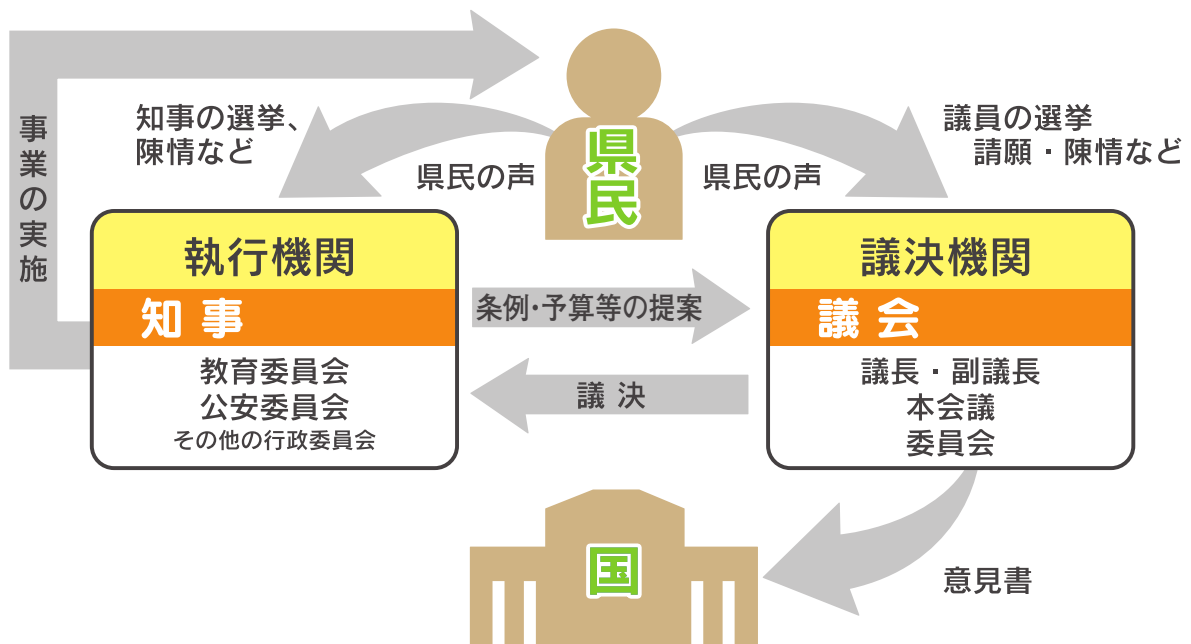 事業の実施
知事の選挙、
陳情など
県民の声
県民
県民の声
議員の選挙
請願・陳情など
執行機関
知事
教育委員会
公安委員会
その他の行政委員会
条例・予算等の提案
議決
議決機関
議会
議長・副議長
本会議
委員会
国
意見書